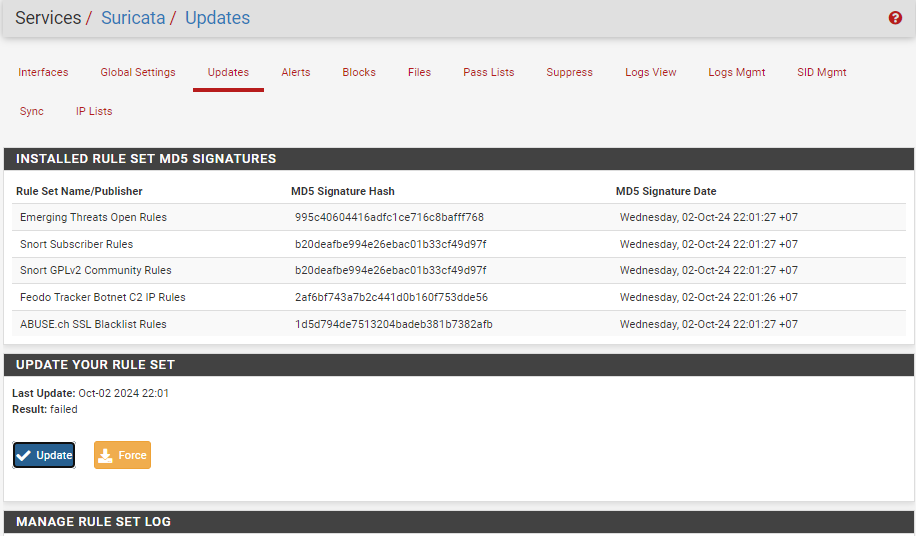 Services / Suricata / Updates
Interfaces Global Settings Updates Alerts Blocks Files Pass Lists Suppress Logs View Logs Mgmt SID Mgmt
Sync IP Lists
INSTALLED RULE SET MD5 SIGNATURES
Rule Set Name/Publisher MD5 Signature Hash MD5 Signature Date
Emerging Threats Open Rules 995c40604416adfc1ce716c8bafff768 Wednesday, 02-Oct-24 22:01:27 +07
Snort Subscriber Rules b20deafbe994e26ebac01b33cf49d97f Wednesday, 02-Oct-24 22:01:27 +07
Snort GPLv2 Community Rules b20deafbe994e26ebac01b33cf49d97f Wednesday, 02-Oct-24 22:01:27 +07
Feodo Tracker Botnet C2 IP Rules 2af6bf743a7b2c441d0b160f753dde56 Wednesday, 02-Oct-24 22:01:26 +07
ABUSE.ch SSL Blacklist Rules 1d5d794de7513204badeb381b7382afb Wednesday, 02-Oct-24 22:01:27 +07
UPDATE YOUR RULE SET
Last Update: Oct-02 2024 22:01
Result: failed
Update Force
MANAGE RULE SET LOG